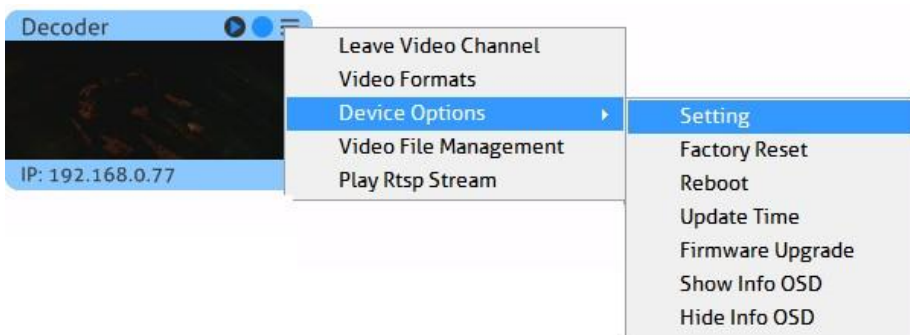 Decoder
IP: 192.168.0.77
Leave Video Channel
Video Formats
Device Options
Video File Management
Play Rtsp Stream
Setting
Factory Reset
Reboot
Update Time
Firmware Upgrade
Show Info OSD
Hide Info OSD